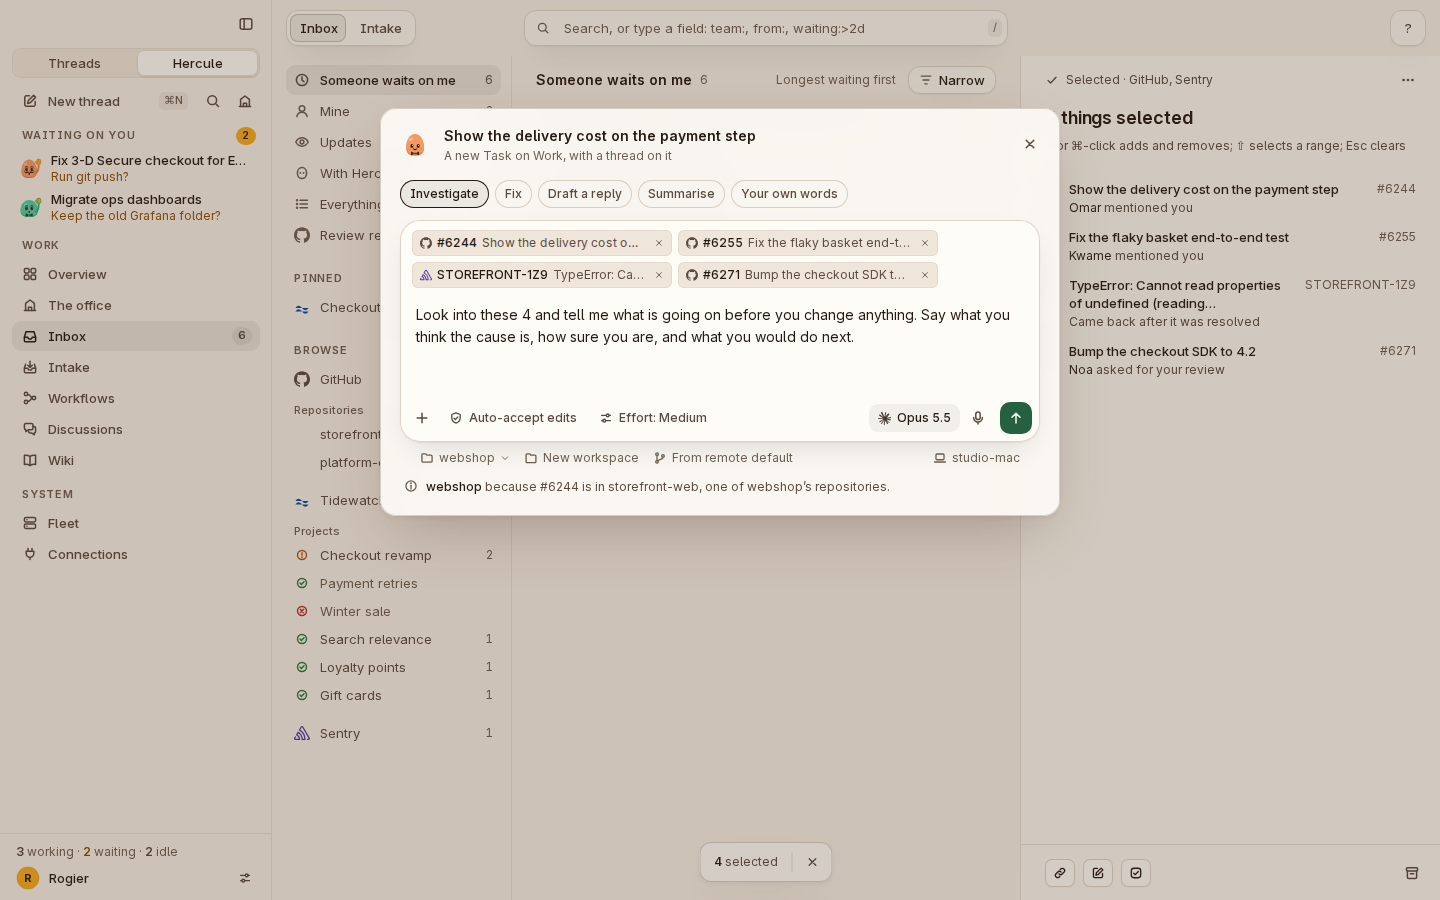 Threads
Hercule
New thread
⌘N
WAITING ON YOU
2
Fix 3-D Secure checkout for E…
Run git push?
Migrate ops dashboards
Keep the old Grafana folder?
WORK
Overview
The office
Inbox
6
Intake
Workflows
Discussions
Wiki
SYSTEM
Fleet
Connections
3 working · 2 waiting · 2 idle
R
Rogier
Inbox
Intake
Search, or type a field: team:, from:, waiting:>2d
/
?
Someone waits on me
6
Mine
Updates
With Herc
Everything
Review re
PINNED
Checkout
BROWSE
GitHub
Repositories
storefront
platform-
Tidewatc
Projects
Checkout revamp
2
Payment retries
Winter sale
Search relevance
1
Loyalty points
1
Gift cards
1
Sentry
1
Someone waits on me 6
Longest waiting first
Narrow
Show the delivery cost on the payment step
A new Task on Work, with a thread on it
Investigate
Fix
Draft a reply
Summarise
Your own words
#6244 Show the delivery cost o…
#6255 Fix the flaky basket end-t…
STOREFRONT-1Z9 TypeError: Ca…
#6271 Bump the checkout SDK t…
Look into these 4 and tell me what is going on before you change anything. Say what you
think the cause is, how sure you are, and what you would do next.
Auto-accept edits
Effort: Medium
Opus 5.5
webshop
New workspace
From remote default
studio-mac
webshop because #6244 is in storefront-web, one of webshop’s repositories.
4 selected
Selected · GitHub, Sentry
things selected
or ⌘-click adds and removes; ⇧ selects a range; Esc clears
Show the delivery cost on the payment step
#6244
Omar mentioned you
Fix the flaky basket end-to-end test
#6255
Kwame mentioned you
TypeError: Cannot read properties
of undefined (reading…
STOREFRONT-1Z9
Came back after it was resolved
Bump the checkout SDK to 4.2
#6271
Noa asked for your review